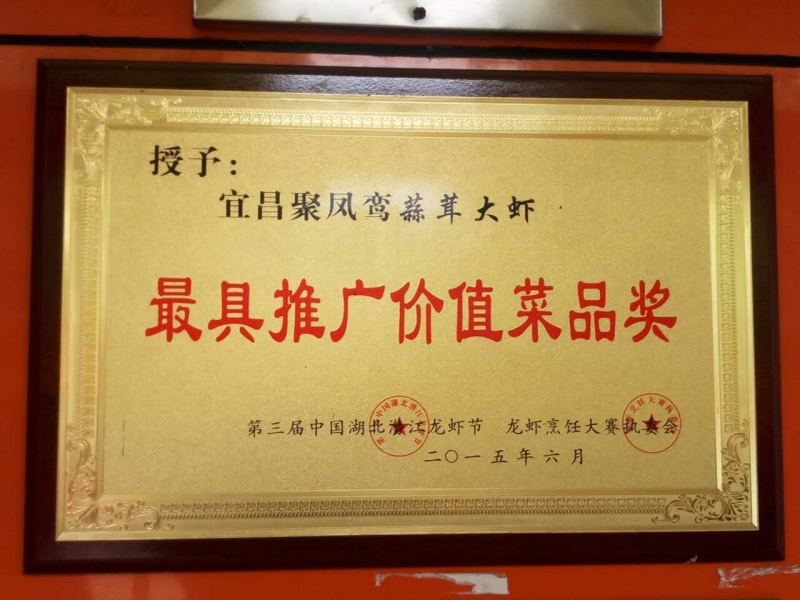 授予：
宜昌聚凤鸾蒜茸大虾
最具推广价值菜品奖
第三届中国湖北潜江龙虾节 龙虾烹饪大赛执委会
二〇一五年六月